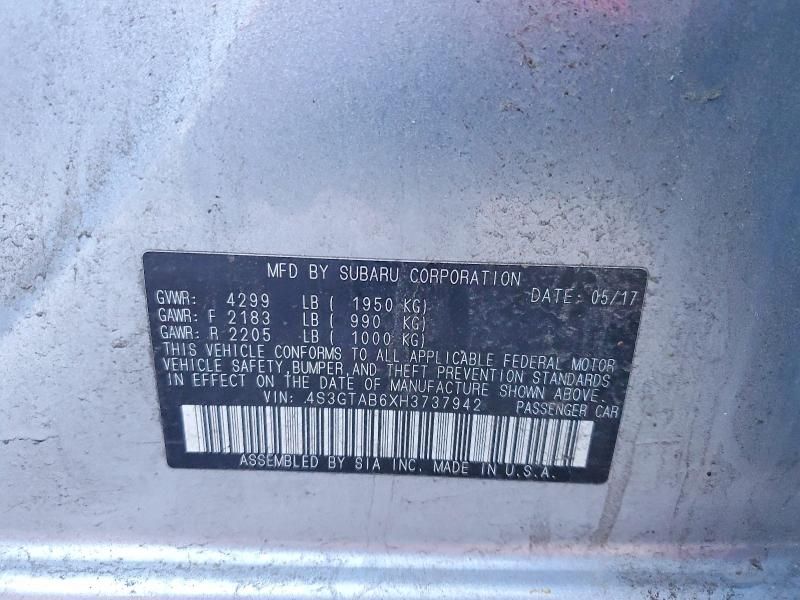 MFD BY SUBARU CORPORATION
DATE: 05/17
GVWR: 4299 LB ( 1950 KG)
GAWR: F 2183 LB ( 990 KG)
GAWR: R 2205 LB ( 1000 KG)
THIS VEHICLE CONFORMS TO ALL APPLICABLE FEDERAL MOTOR
VEHICLE SAFETY,BUMPER,AND THEFT PREVENTION STANDARDS
IN EFFECT ON THE DATE OF MANUFACTURE SHOWN ABOVE.
VIN: 4S3GTAB6XH3737942 PASSENGER CAR
ASSEMBLED BY SIA INC. MADE IN U.S.A.